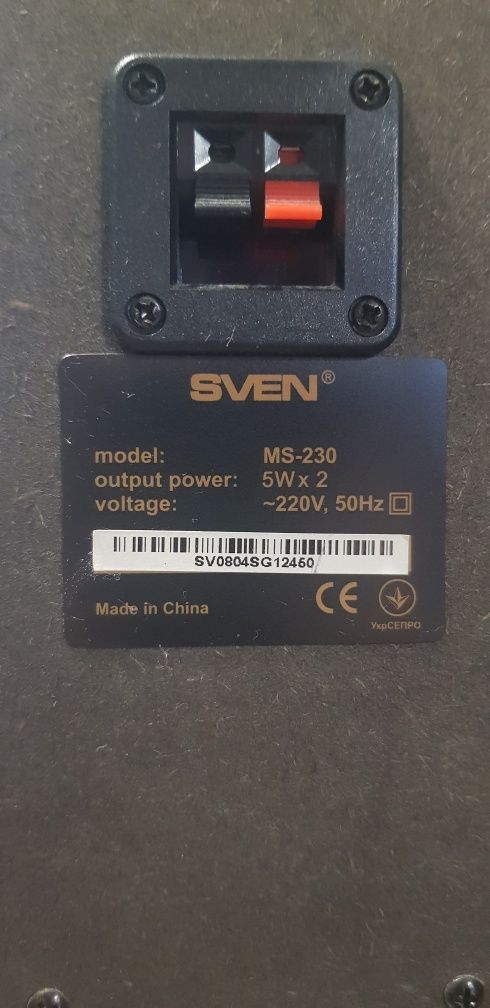 SVEN®
model: MS-230
output power: 5W x 2
voltage: ~220V, 50Hz
SV0804SG12450
Made in China
CE
УкрСЕПРО